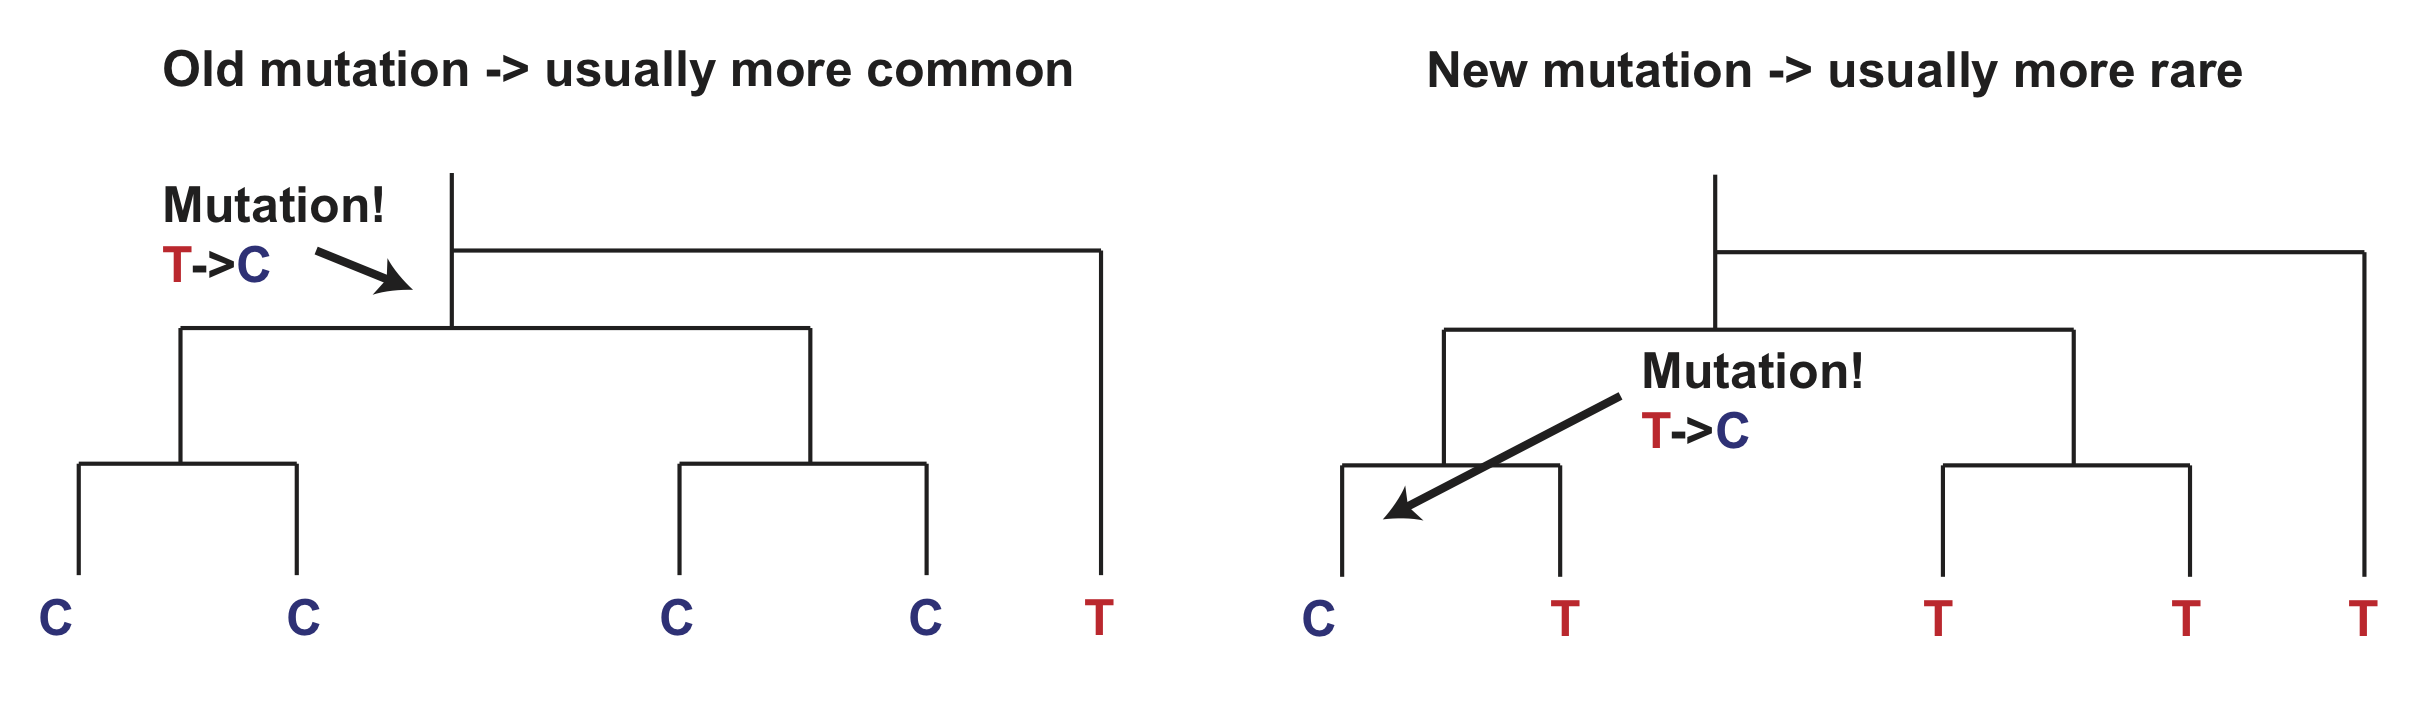 Old mutation -> usually more common
Mutation!
T->C
C C C C T
New mutation -> usually more rare
Mutation!
T->C
C T T T T